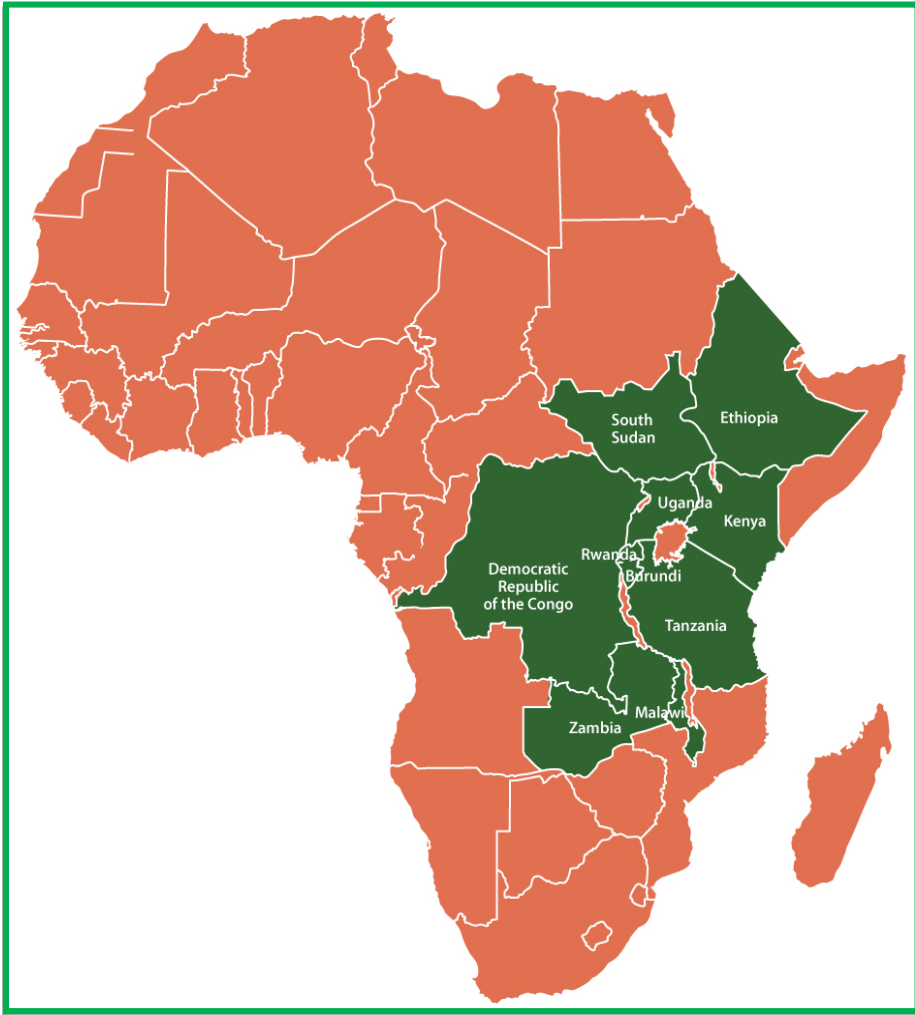 South
Sudan
Ethiopia
Uganda
Kenya
Rwanda
Democratic
Republic
of the Congo
Burundi
Tanzania
Malawi
Zambia